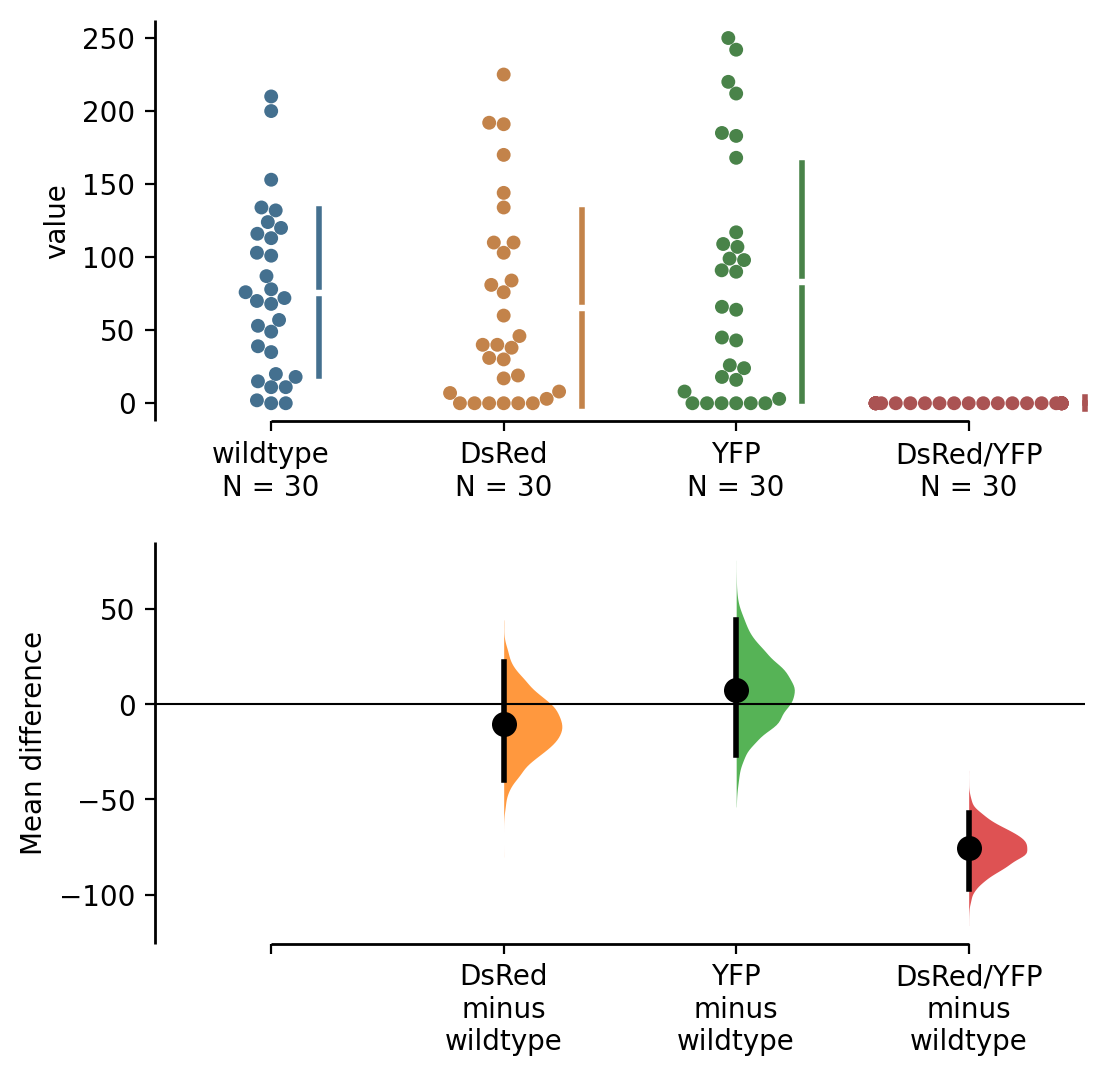 250
200
150
100
50
0
value
wildtype
N = 30
DsRed
N = 30
YFP
N = 30
DsRed/YFP
N = 30
50
0
−50
−100
Mean difference
DsRed
minus
wildtype
YFP
minus
wildtype
DsRed/YFP
minus
wildtype